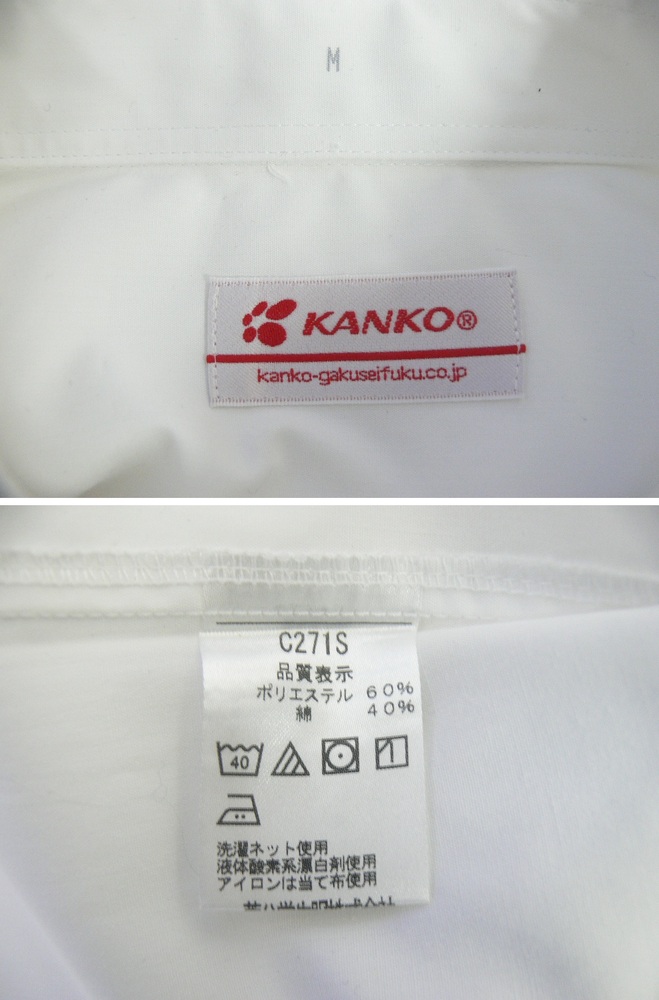 M
KANKO®
kanko-gakuseifuku.co.jp
C271S
品質表示
ポリエステル 60%
綿 40%
40
洗濯ネット使用
液体酸素系漂白剤使用
アイロンは当て布使用